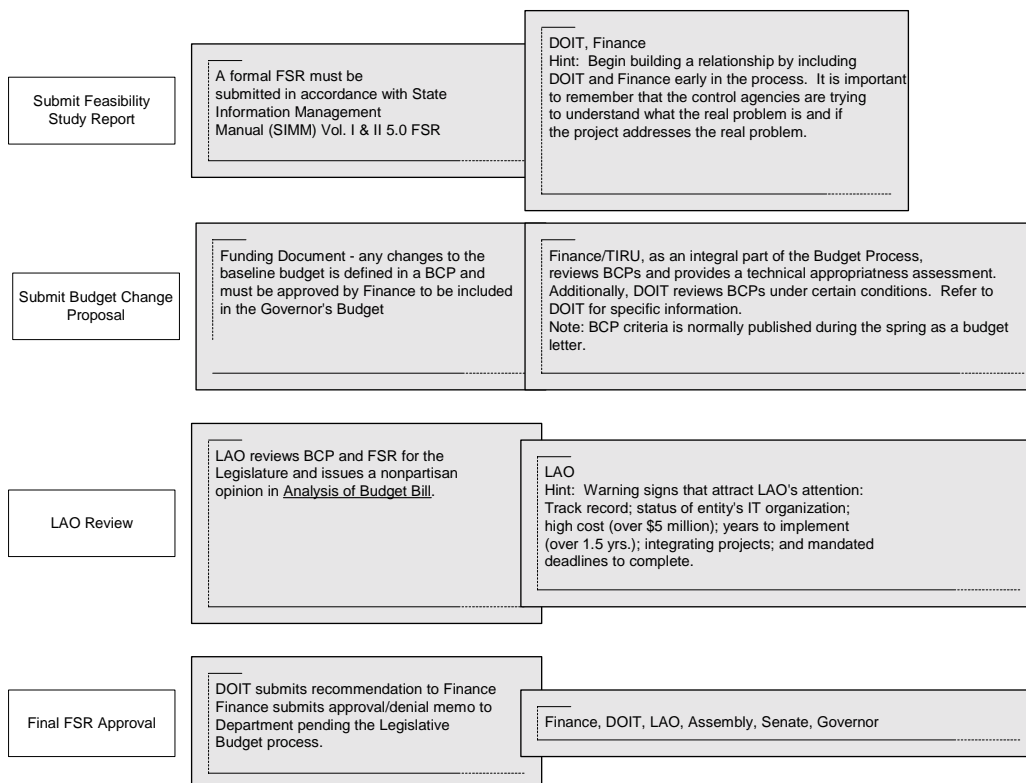 Submit Feasibility
Study Report
A formal FSR must be
submitted in accordance with State
Information Management
Manual (SIMM) Vol. I & II 5.0 FSR
DOIT, Finance
Hint:  Begin building a relationship by including
DOIT and Finance early in the process.  It is important
to remember that the control agencies are trying
to understand what the real problem is and if
the project addresses the real problem.
Submit Budget Change
Proposal
Funding Document - any changes to the
baseline budget is defined in a BCP and
must be approved by Finance to be included
in the Governor's Budget
Finance/TIRU, as an integral part of the Budget Process,
reviews BCPs and provides a technical appropriatness assessment.
Additionally, DOIT reviews BCPs under certain conditions.  Refer to
DOIT for specific information.
Note: BCP criteria is normally published during the spring as a budget
letter.
LAO Review
LAO reviews BCP and FSR for the
Legislature and issues a nonpartisan
opinion in Analysis of Budget Bill.
LAO
Hint:  Warning signs that attract LAO's attention:
Track record; status of entity's IT organization;
high cost (over $5 million); years to implement
(over 1.5 yrs.); integrating projects; and mandated
deadlines to complete.
Final FSR Approval
DOIT submits recommendation to Finance
Finance submits approval/denial memo to
Department pending the Legislative
Budget process.
Finance, DOIT, LAO, Assembly, Senate, Governor